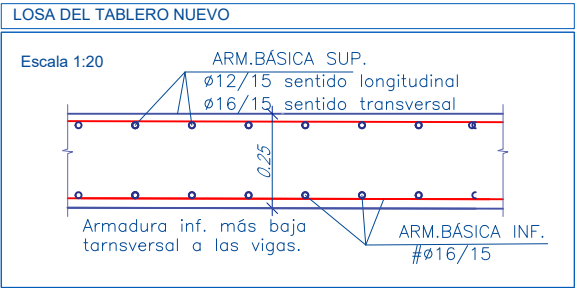 LOSA DEL TABLERO NUEVO
Escala 1:20
ARM.BÁSICA SUP.
ø12/15 sentido longitudinal
ø16/15 sentido transversal
0.25
Armadura inf. más baja
tarnsversal a las vigas.
ARM.BÁSICA INF.
#ø16/15